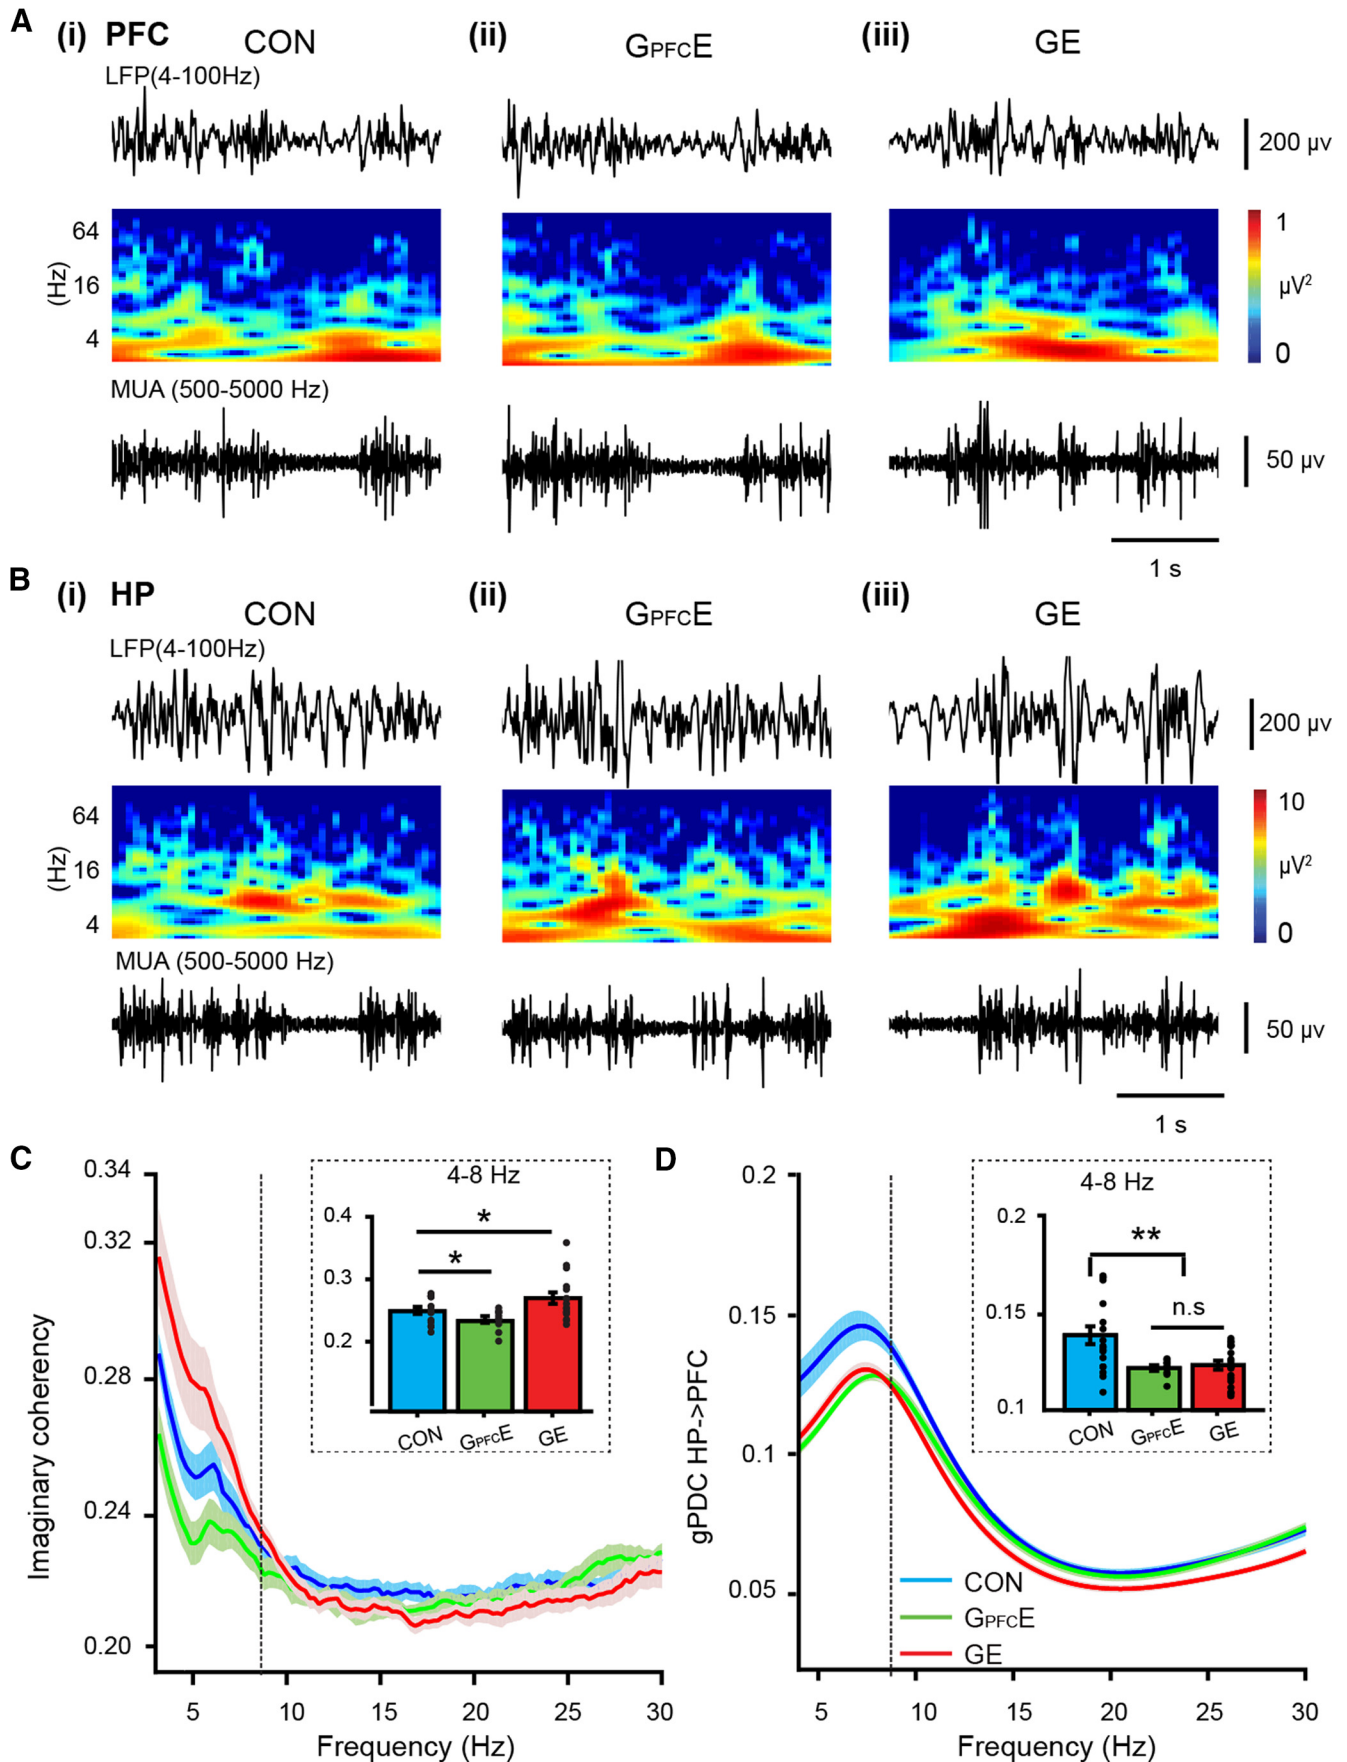 A
(i) PFC CON (ii) GPFCE (iii) GE
LFP(4-100Hz)
200 µv
64
16
4
(Hz)
1
µV²
0
MUA (500-5000 Hz)
50 µv
1 s
B
(i) HP CON (ii) GPFCE (iii) GE
LFP(4-100Hz)
200 µv
64
16
4
(Hz)
10
µV²
0
MUA (500-5000 Hz)
50 µv
1 s
C
0.34
0.32
0.28
0.24
0.20
Imaginary coherency
5 10 15 20 25 30
Frequency (Hz)
4-8 Hz
0.4
0.3
0.2
*
*
CON GPFCE GE
D
0.2
0.15
0.1
0.05
gPDC HP->PFC
5 10 15 20 25 30
Frequency (Hz)
4-8 Hz
0.2
0.15
0.1
**
n.s
CON GPFCE GE
CON
GPFCE
GE